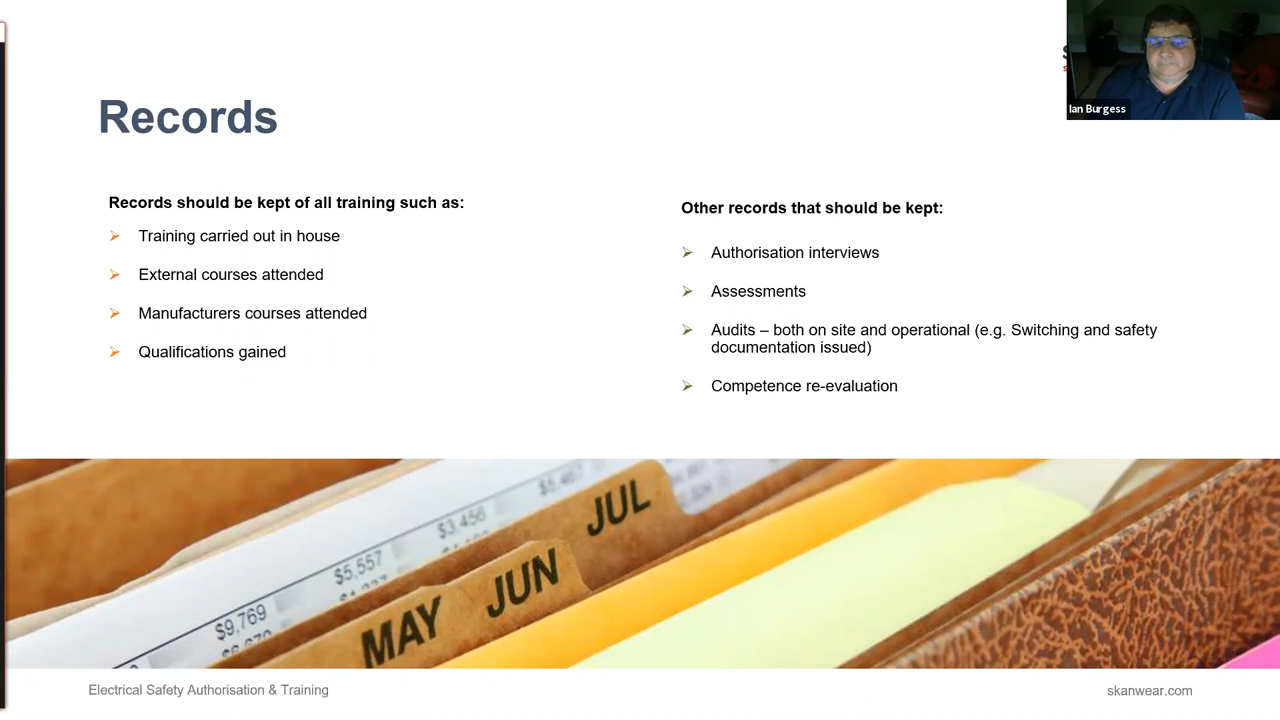 Records
Ian Burgess
Records should be kept of all training such as:
Training carried out in house
External courses attended
Manufacturers courses attended
Qualifications gained
Other records that should be kept:
Authorisation interviews
Assessments
Audits – both on site and operational (e.g. Switching and safety
documentation issued)
Competence re-evaluation
$5,467
$3,456
$5,557
$9,769
JUL
JUN
MAY
Electrical Safety Authorisation & Training
skanwear.com